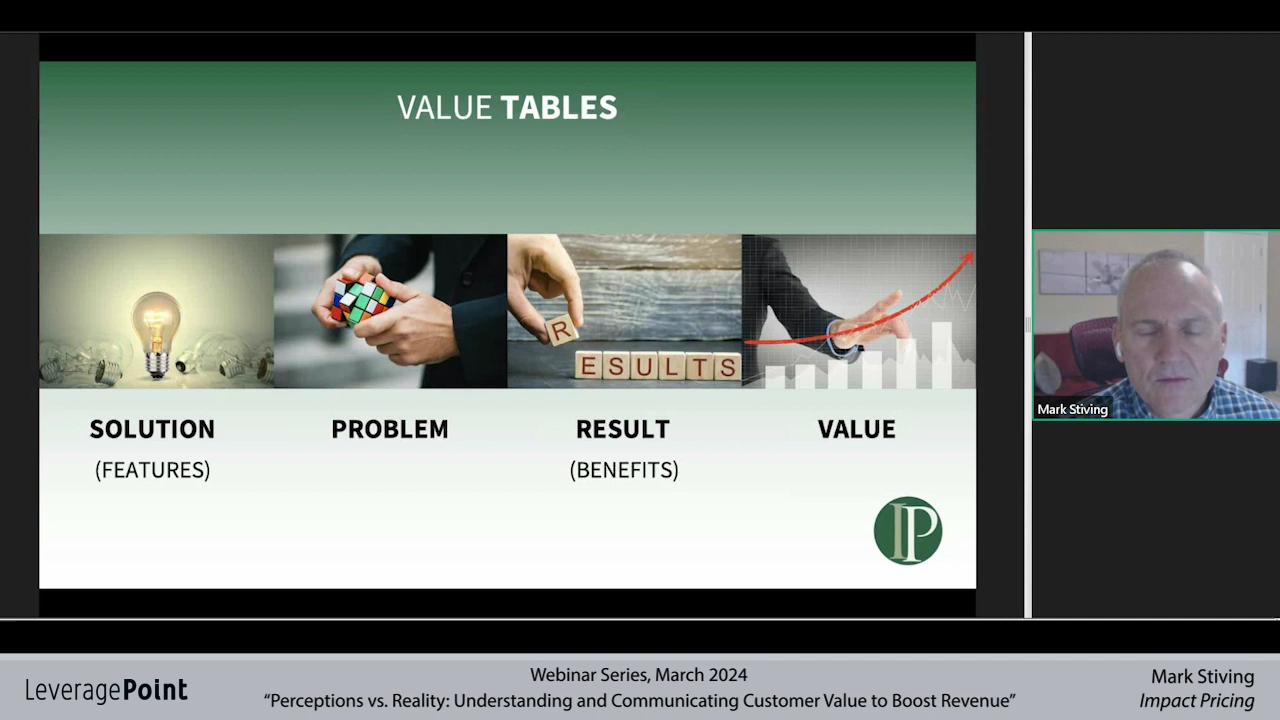 VALUE TABLES
R
ESULTS
SOLUTION
(FEATURES)
PROBLEM
RESULT
(BENEFITS)
VALUE
IP
Mark Stiving
LeveragePoint
Webinar Series, March 2024
“Perceptions vs. Reality: Understanding and Communicating Customer Value to Boost Revenue”
Mark Stiving
Impact Pricing